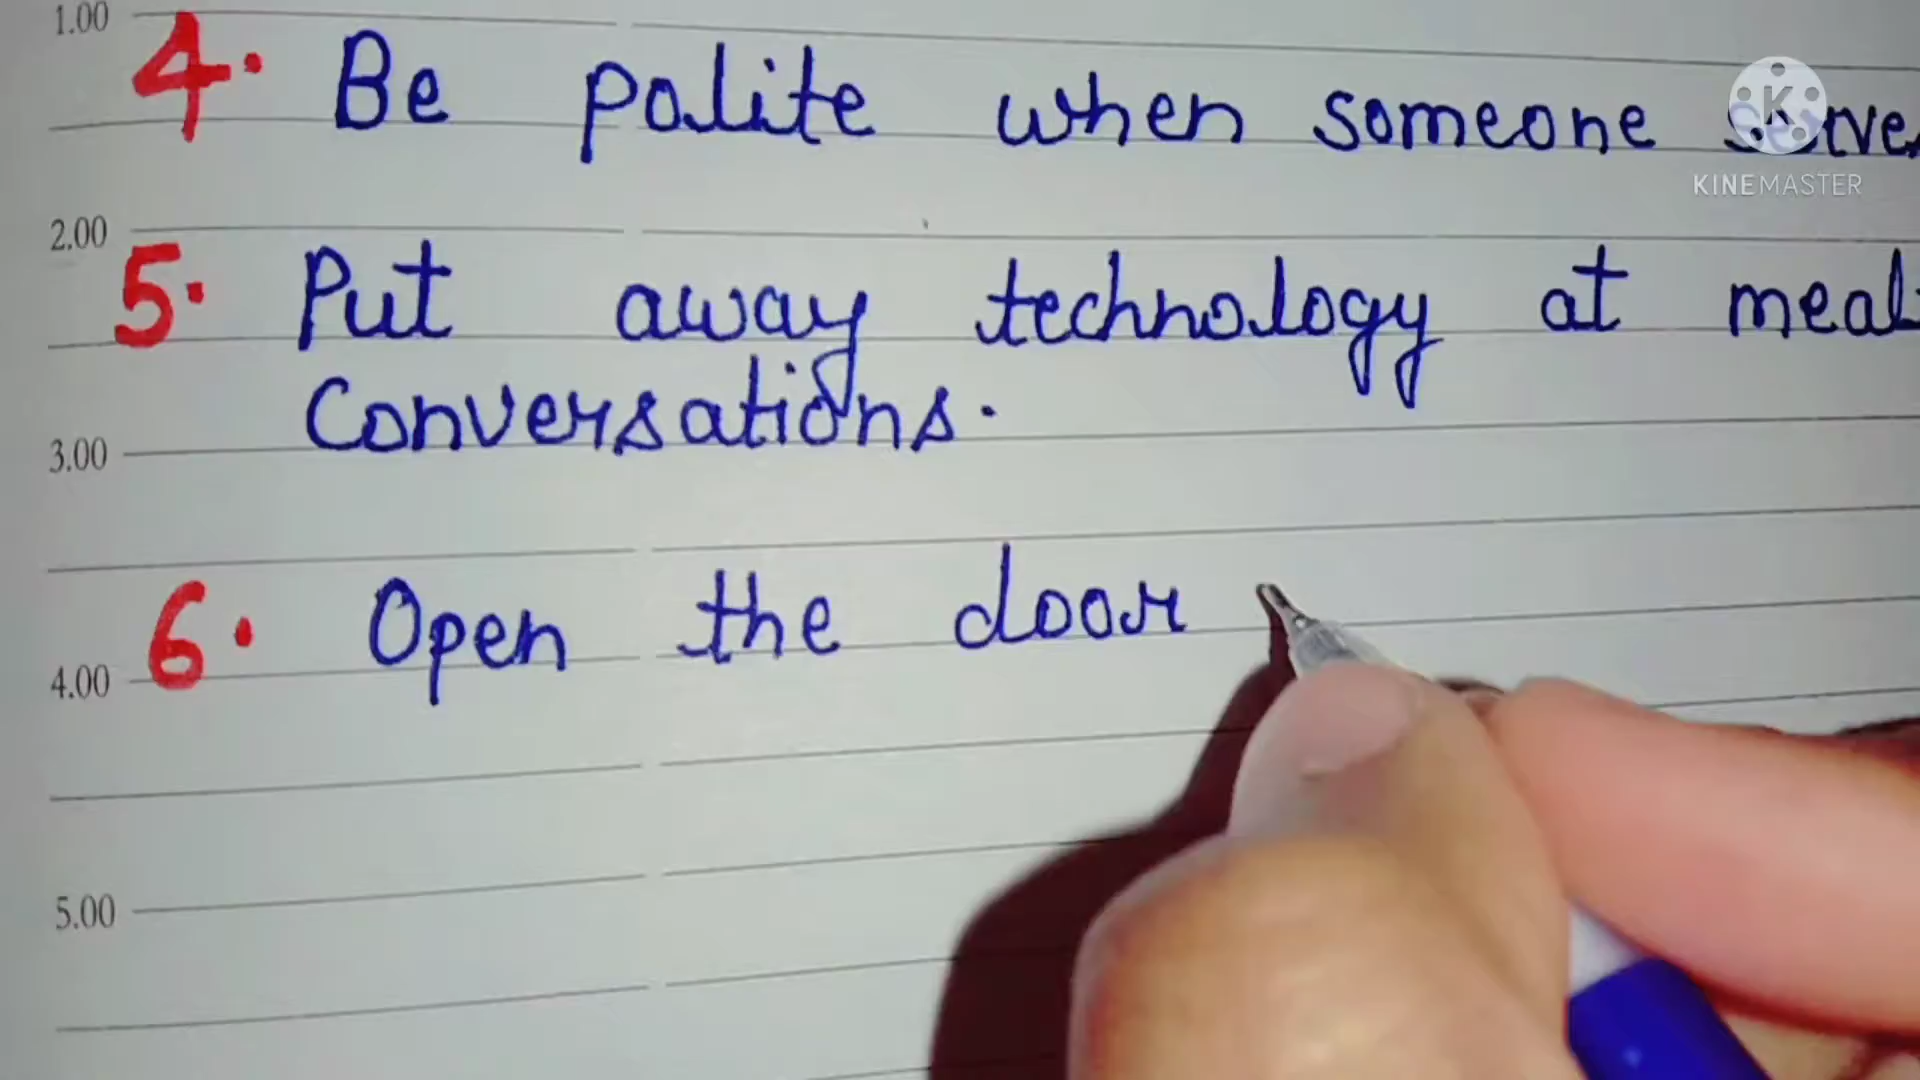 1.00
4. Be polite when someone
KINEMASTER
2.00
5. Put away technology at meal
Conversations.
3.00
6. Open the door
4.00
5.00